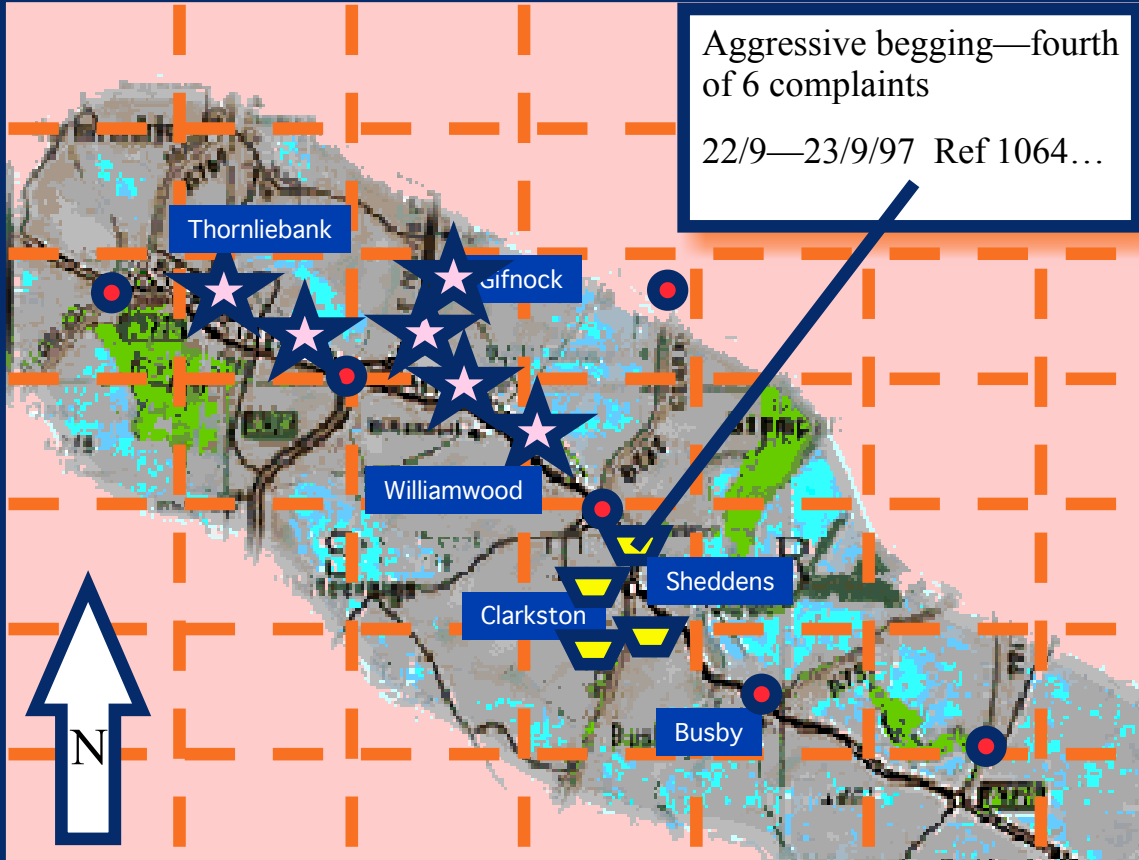 Aggressive begging—fourth
of 6 complaints
22/9—23/9/97 Ref 1064…
Thornliebank
Gifnock
Williamwood
Sheddens
Clarkston
Busby
N